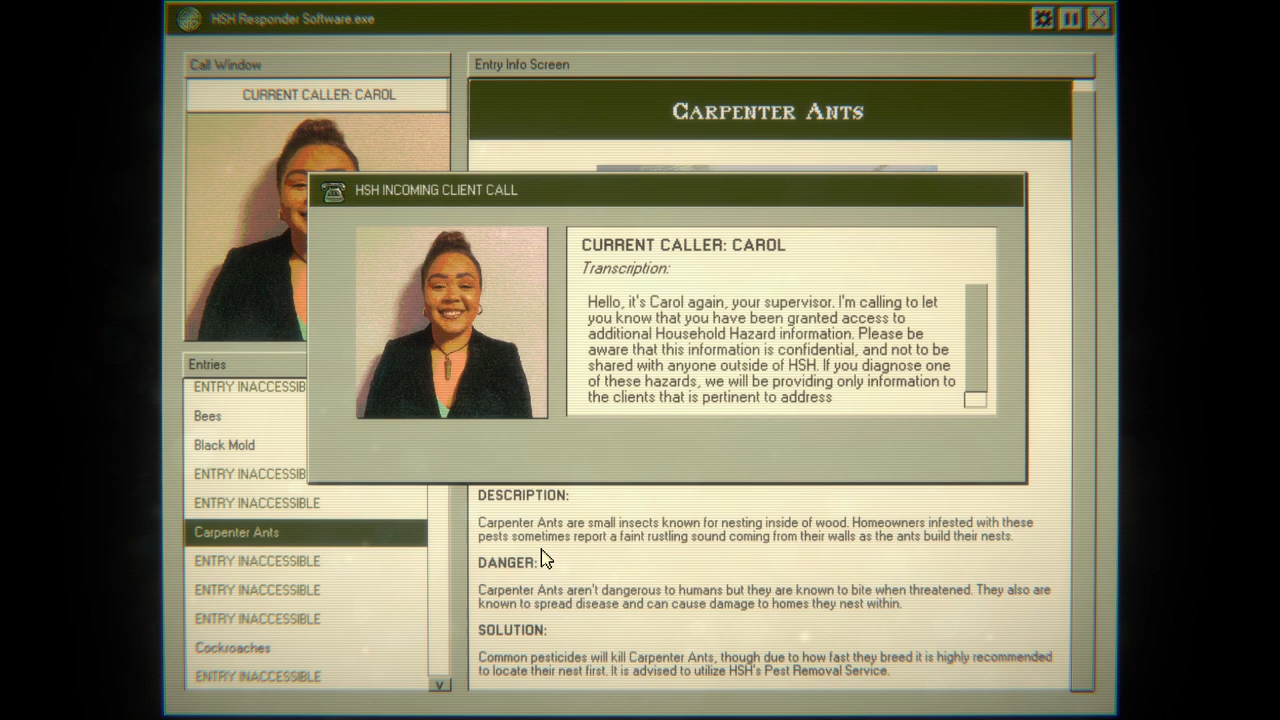 HSH Responder Software.exe
Call Window
CURRENT CALLER: CAROL
Entries
ENTRY INACCESSIB
Bees
Black Mold
ENTRY INACCESSIB
ENTRY INACCESSIBLE
Carpenter Ants
ENTRY INACCESSIBLE
ENTRY INACCESSIBLE
ENTRY INACCESSIBLE
Cockroaches
ENTRY INACCESSIBLE
V
Entry Info Screen
Carpenter Ants
HSH INCOMING CLIENT CALL
CURRENT CALLER: CAROL
Transcription:
Hello, it's Carol again, your supervisor. I'm calling to let
you know that you have been granted access to
additional Household Hazard information. Please be
aware that this information is confidential, and not to be
shared with anyone outside of HSH. If you diagnose one
of these hazards, we will be providing only information to
the clients that is pertinent to address
DESCRIPTION:
Carpenter Ants are small insects known for nesting inside of wood. Homeowners infested with these
pests sometimes report a faint rustling sound coming from their walls as the ants build their nests.
DANGER:
Carpenter Ants aren't dangerous to humans but they are known to bite when threatened. They also are
known to spread disease and can cause damage to homes they nest within.
SOLUTION:
Common pesticides will kill Carpenter Ants, though due to how fast they breed it is highly recommended
to locate their nest first. It is advised to utilize HSH's Pest Removal Service.